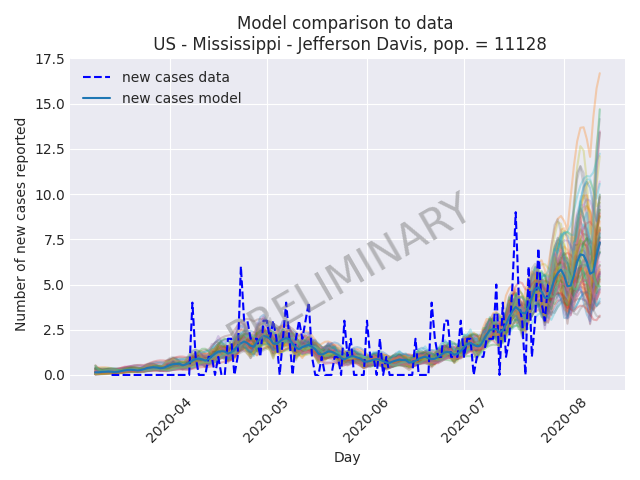 Model comparison to data
US - Mississippi - Jefferson Davis, pop. = 11128
17.5
15.0
12.5
10.0
7.5
5.0
2.5
0.0
Number of new cases reported
new cases data
new cases model
PRELIMINARY
2020-04
2020-05
2020-06
2020-07
2020-08
Day